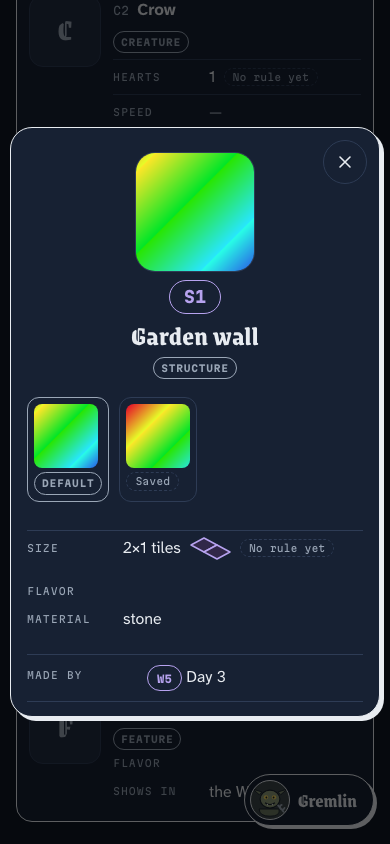 C2 Crow
C
CREATURE
HEARTS 1 No rule yet
SPEED —
S1
Garden wall
STRUCTURE
DEFAULT
Saved
SIZE 2×1 tiles No rule yet
FLAVOR
MATERIAL stone
MADE BY W5 Day 3
F
FEATURE
FLAVOR
SHOWS IN the W
Gremlin